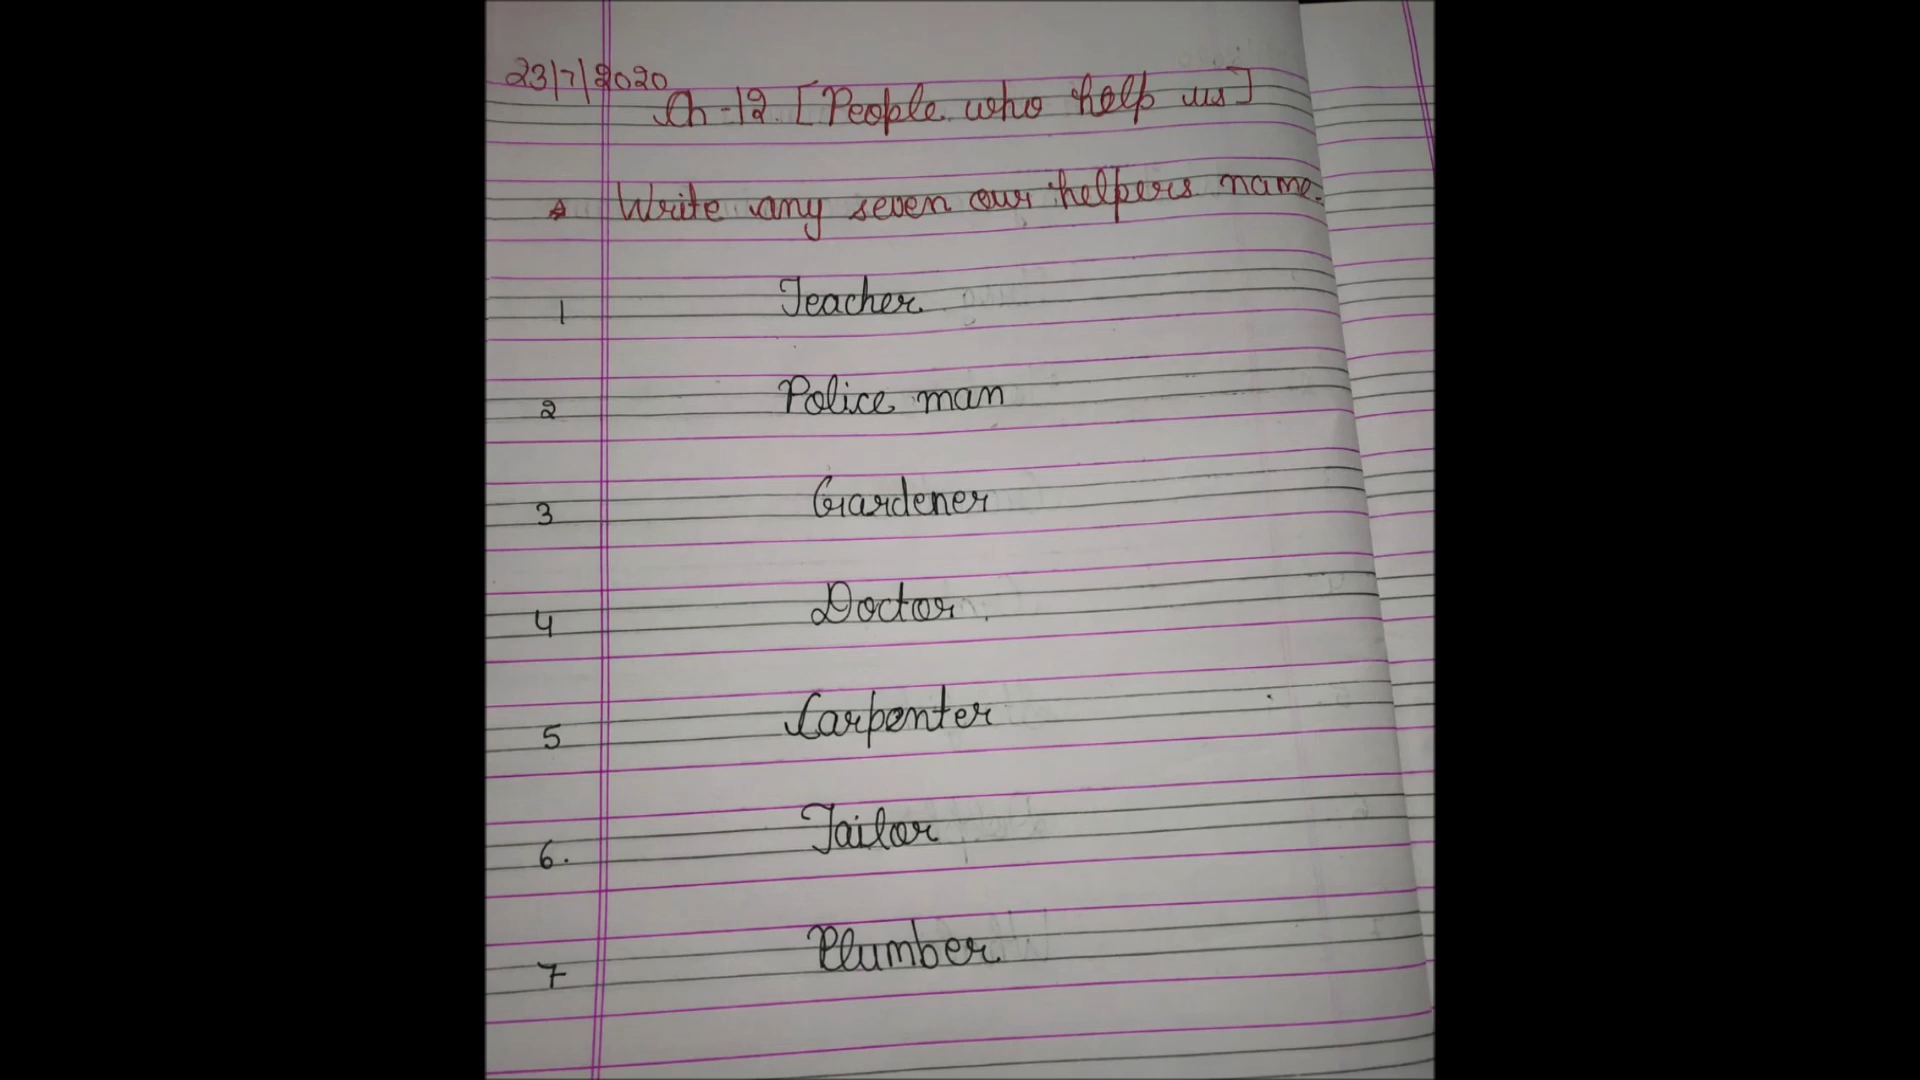 23/7/2020
Ch-12. [People who help us]
Write any seven our helpers name.
1 Teacher
2 Police man
3 Gardener
4 Doctor
5 Carpenter
6. Tailor
7 Plumber